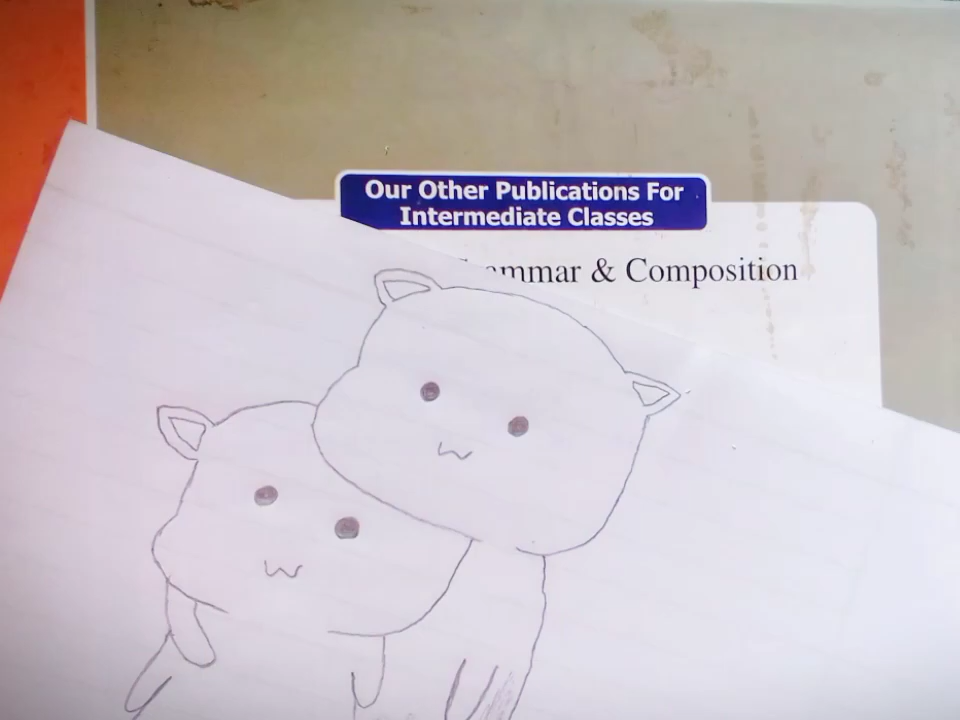 Our Other Publications For
Intermediate Classes
& Composition